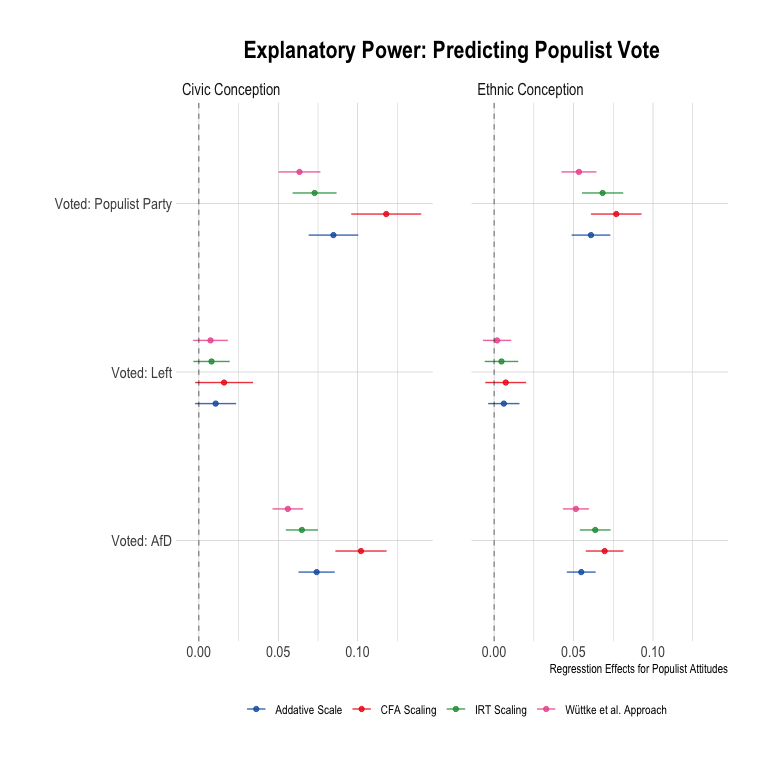 Explanatory Power: Predicting Populist Vote
Civic Conception
Ethnic Conception
Voted: Populist Party
Voted: Left
Voted: AfD
0.00 0.05 0.10
0.00 0.05 0.10
Regresstion Effects for Populist Attitudes
Addative Scale CFA Scaling IRT Scaling Wüttke et al. Approach